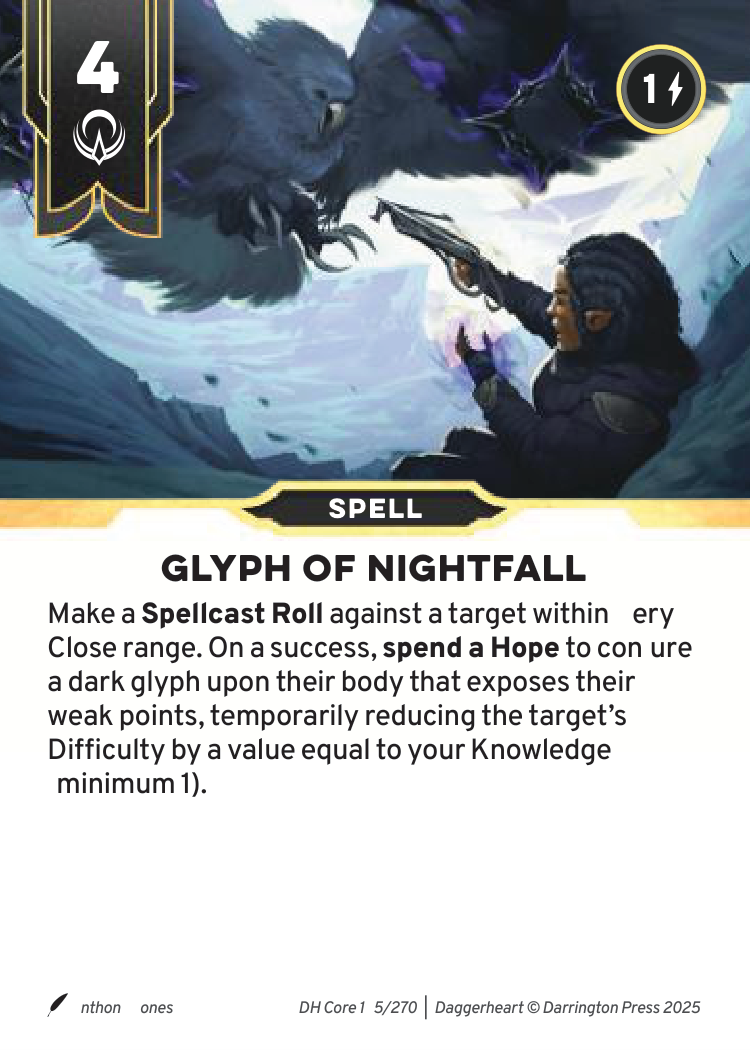 4
1
SPELL
GLYPH OF NIGHTFALL
Make a Spellcast Roll against a target within ery
Close range. On a success, spend a Hope to con ure
a dark glyph upon their body that exposes their
weak points, temporarily reducing the target’s
Difficulty by a value equal to your Knowledge
minimum 1).
nthon ones
DH Core 1 5/270 | Daggerheart © Darrington Press 2025